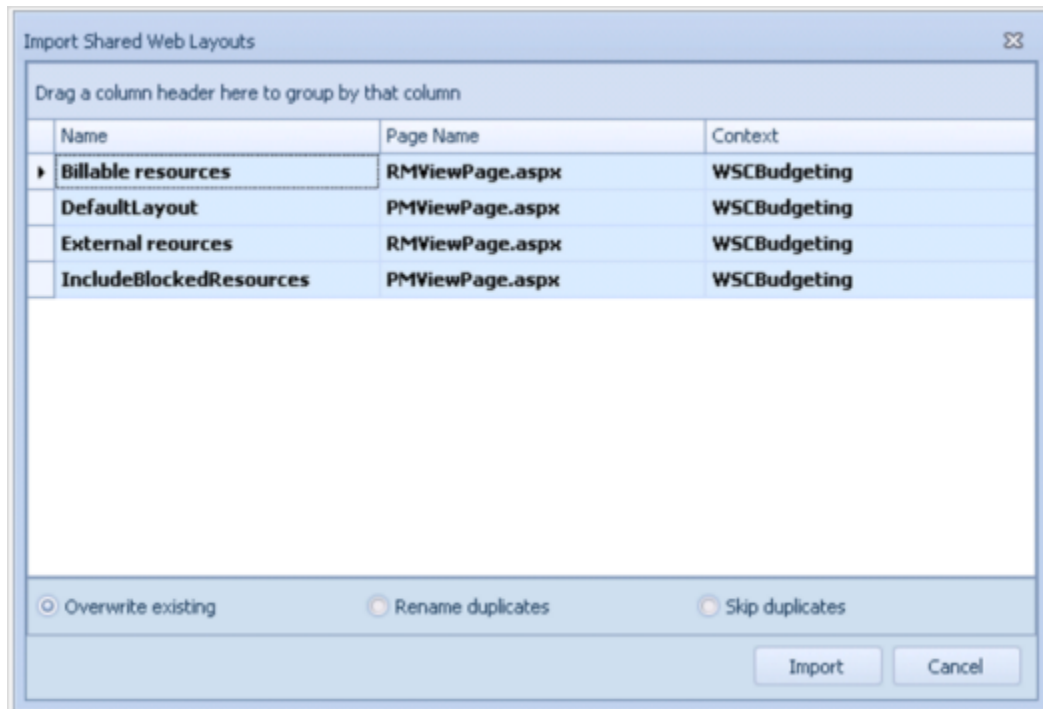 Import Shared Web Layouts
Drag a column header here to group by that column
Name Page Name Context
Billable resources RMViewPage.aspx WSCBudgeting
DefaultLayout PMViewPage.aspx WSCBudgeting
External reources RMViewPage.aspx WSCBudgeting
IncludeBlockedResources PMViewPage.aspx WSCBudgeting
Overwrite existing Rename duplicates Skip duplicates
Import Cancel